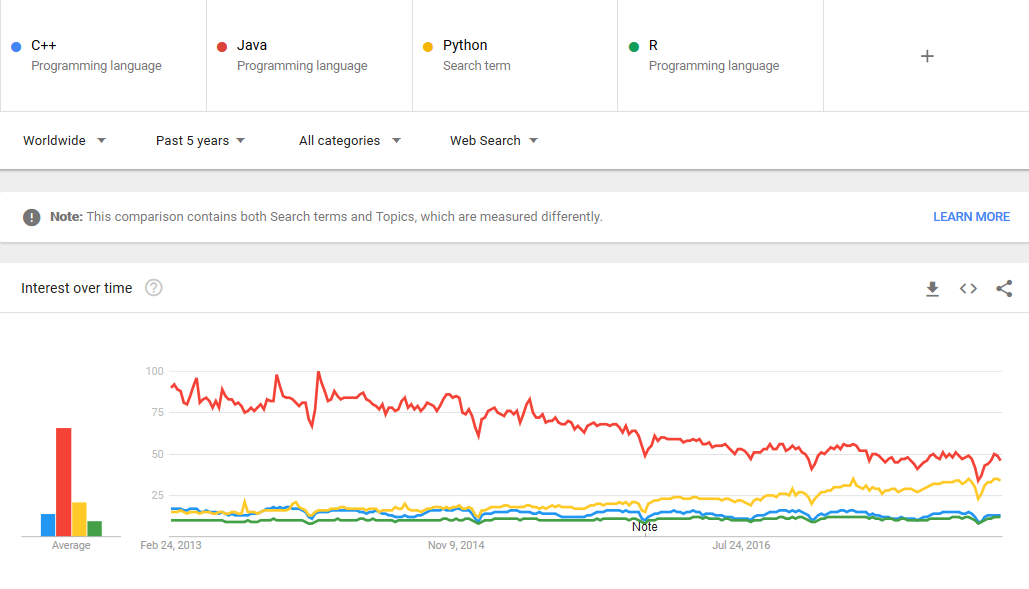 C++ Java Python R +
Programming language Programming language Search term Programming language
Worldwide Past 5 years All categories Web Search
! Note: This comparison contains both Search terms and Topics, which are measured differently. LEARN MORE
Interest over time ?
100
75
50
25
Note
Average Feb 24, 2013 Nov 9, 2014 Jul 24, 2016